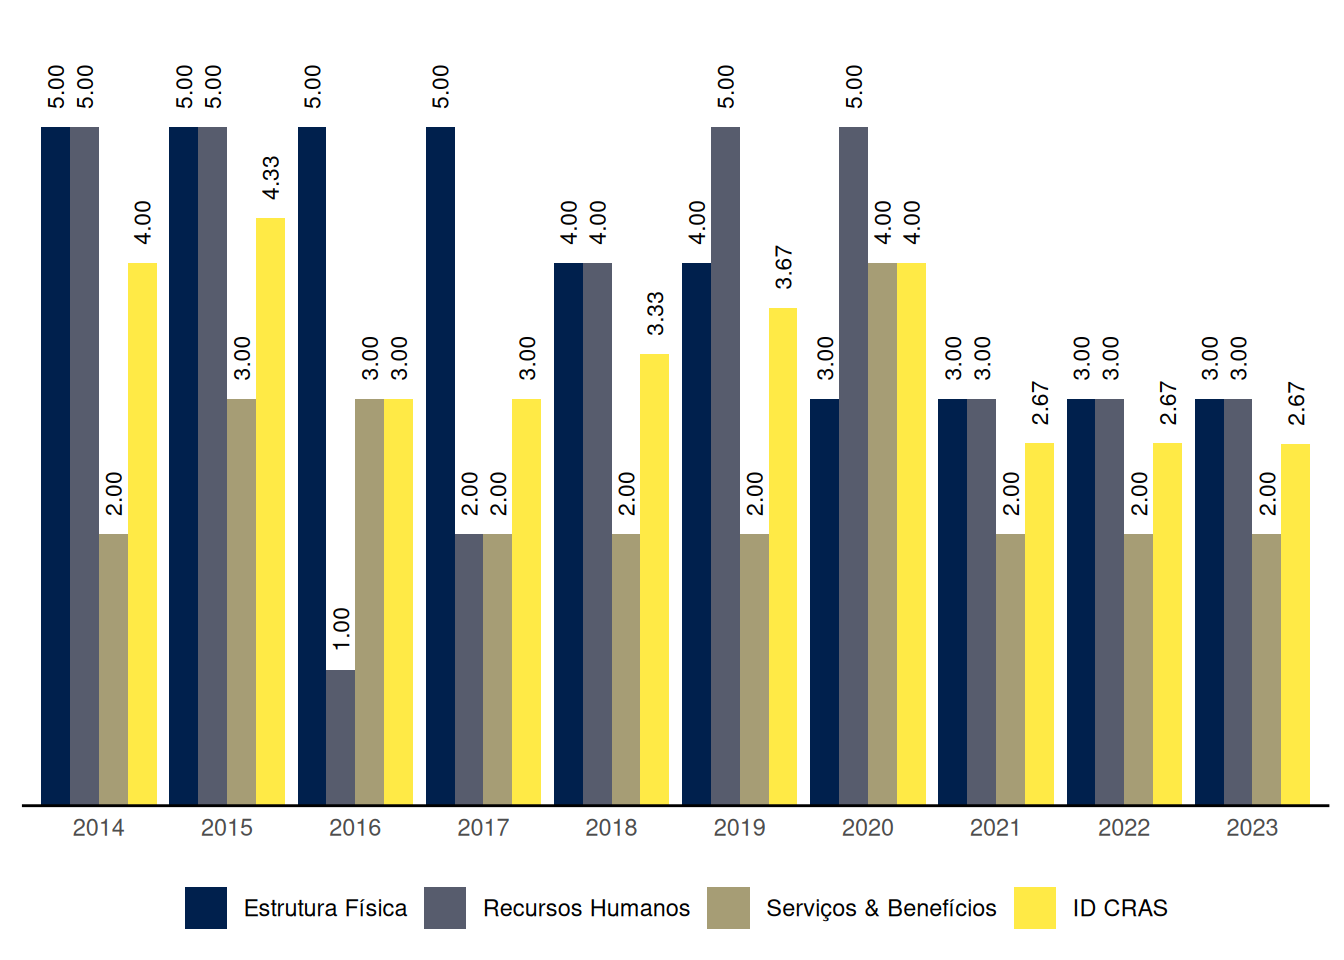 5.00 5.00 2.00 4.00
5.00 5.00 3.00 4.33
5.00 1.00 3.00 3.00
5.00 2.00 2.00 3.00
4.00 4.00 2.00 3.33
4.00 5.00 2.00 3.67
3.00 5.00 4.00 4.00
3.00 3.00 2.00 2.67
3.00 3.00 2.00 2.67
3.00 3.00 2.00 2.67
2014 2015 2016 2017 2018 2019 2020 2021 2022 2023
Estrutura Física Recursos Humanos Serviços & Benefícios ID CRAS